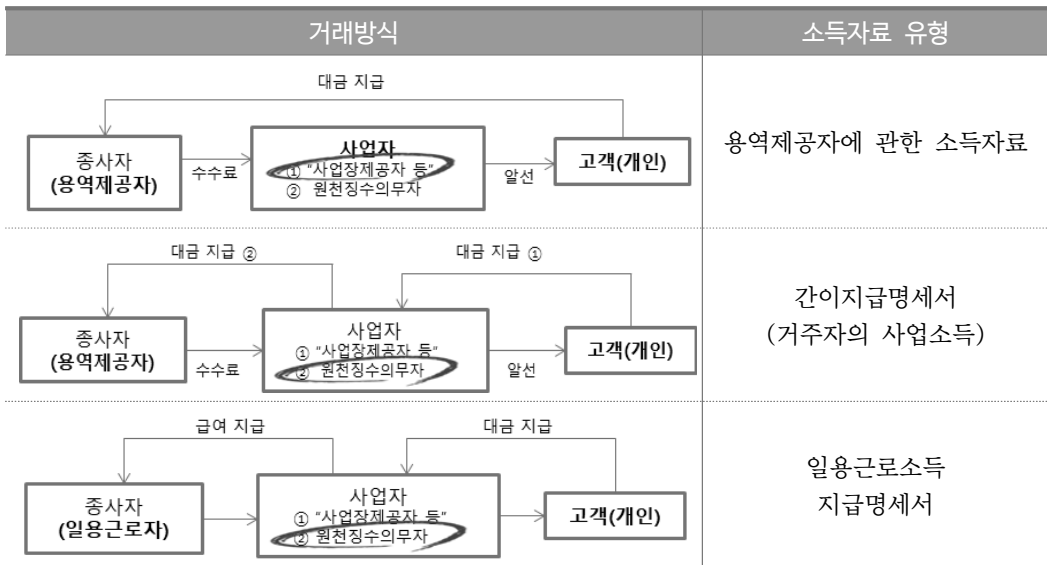 거래방식
소득자료 유형
대금 지급
종사자
(용역제공자)
수수료
사업자
① "사업장제공자 등"
② 원천징수의무자
알선
고객(개인)
용역제공자에 관한 소득자료
대금 지급 ②
대금 지급 ①
종사자
(용역제공자)
수수료
사업자
① "사업장제공자 등"
② 원천징수의무자
알선
고객(개인)
간이지급명세서
(거주자의 사업소득)
급여 지급
대금 지급
종사자
(일용근로자)
사업자
① "사업장제공자 등"
② 원천징수의무자
고객(개인)
일용근로소득
지급명세서